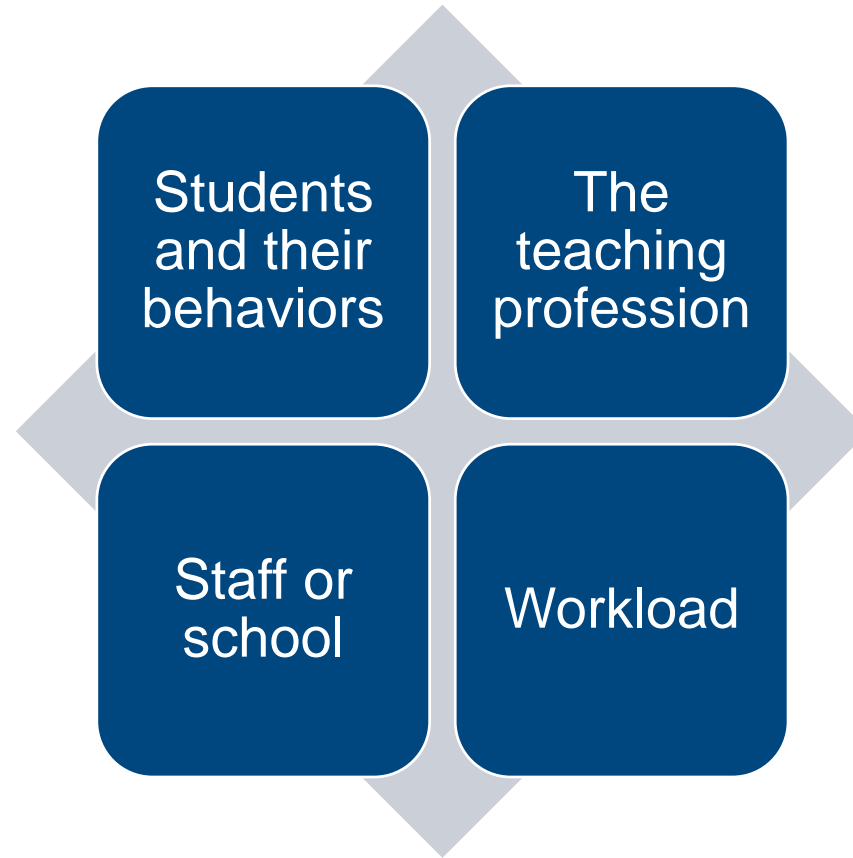 Students
and their
behaviors
The
teaching
profession
Staff or
school
Workload